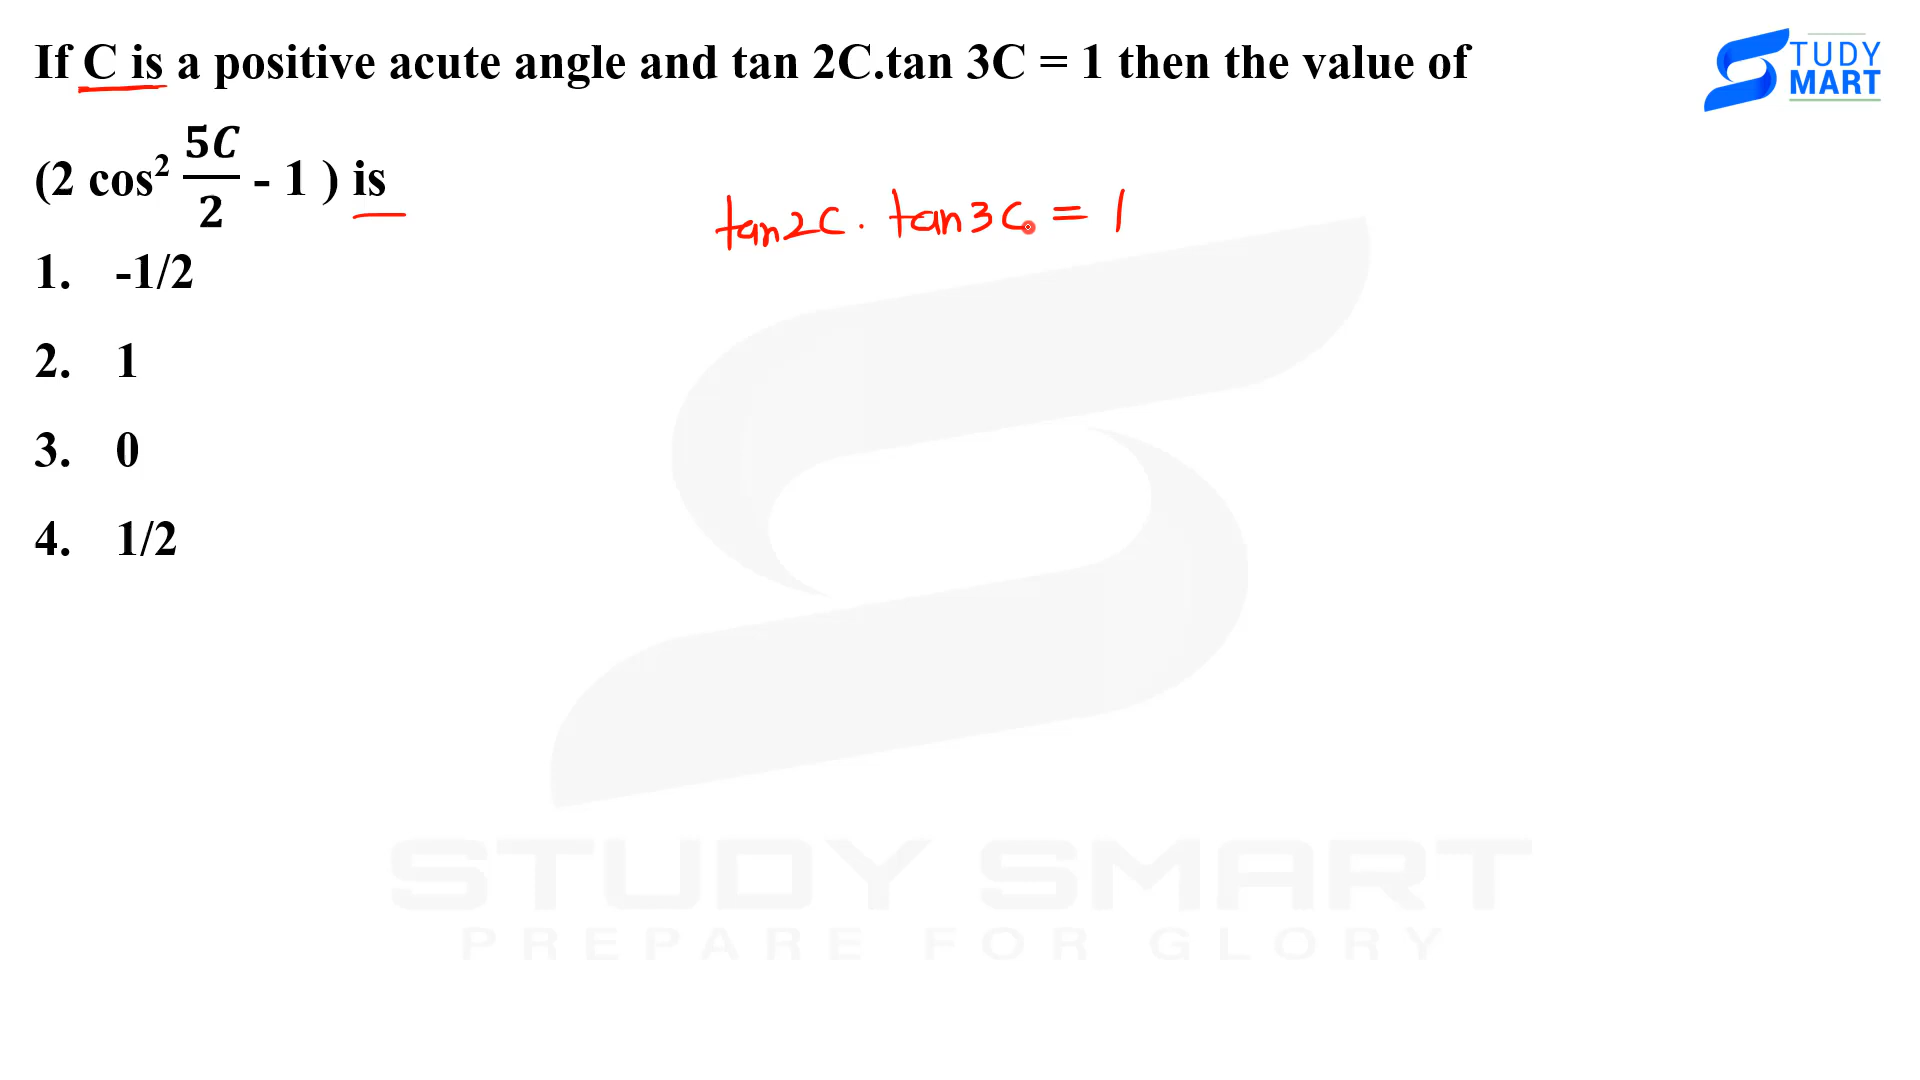 If C is a positive acute angle and tan 2C.tan 3C = 1 then the value of
(2 cos² 5C/2 - 1 ) is
tan2C . tan3C = 1
1. -1/2
2. 1
3. 0
4. 1/2
STUDY
MART
STUDY SMART
PREPARE FOR GLORY